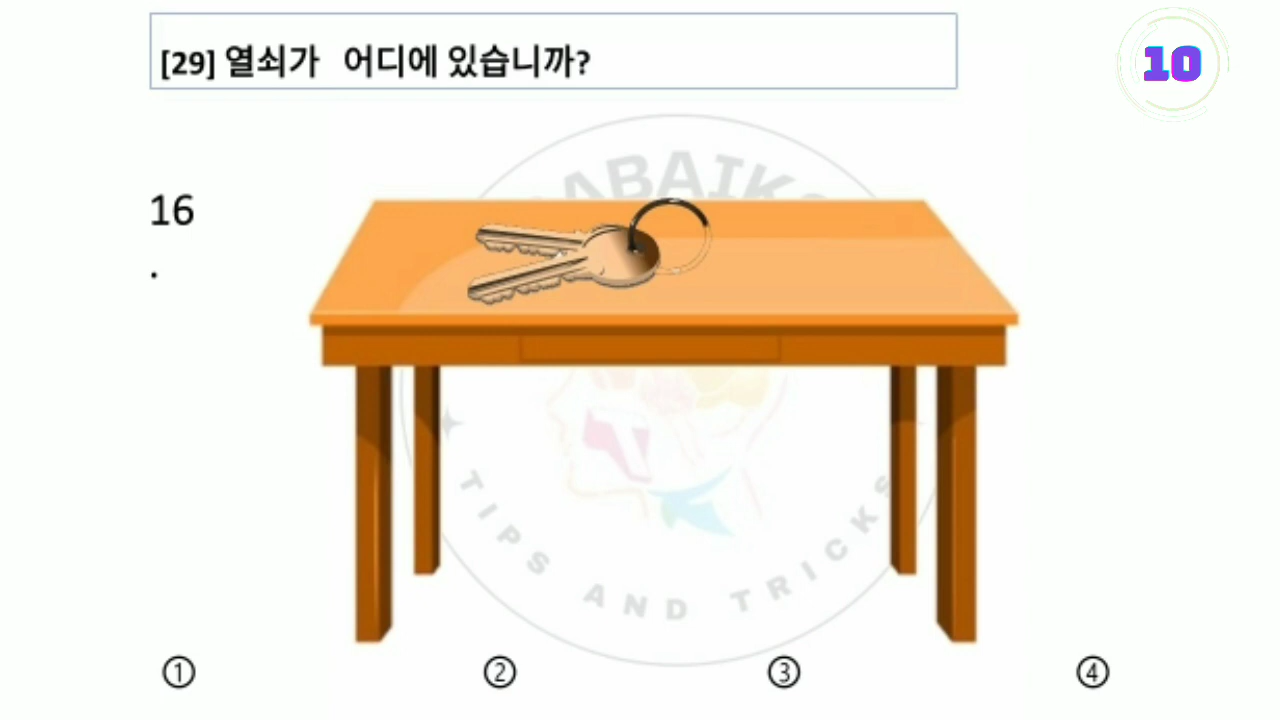 [29] 열쇠가 어디에 있습니까?
10
16
.
TIPS AND TRICKS
① ② ③ ④